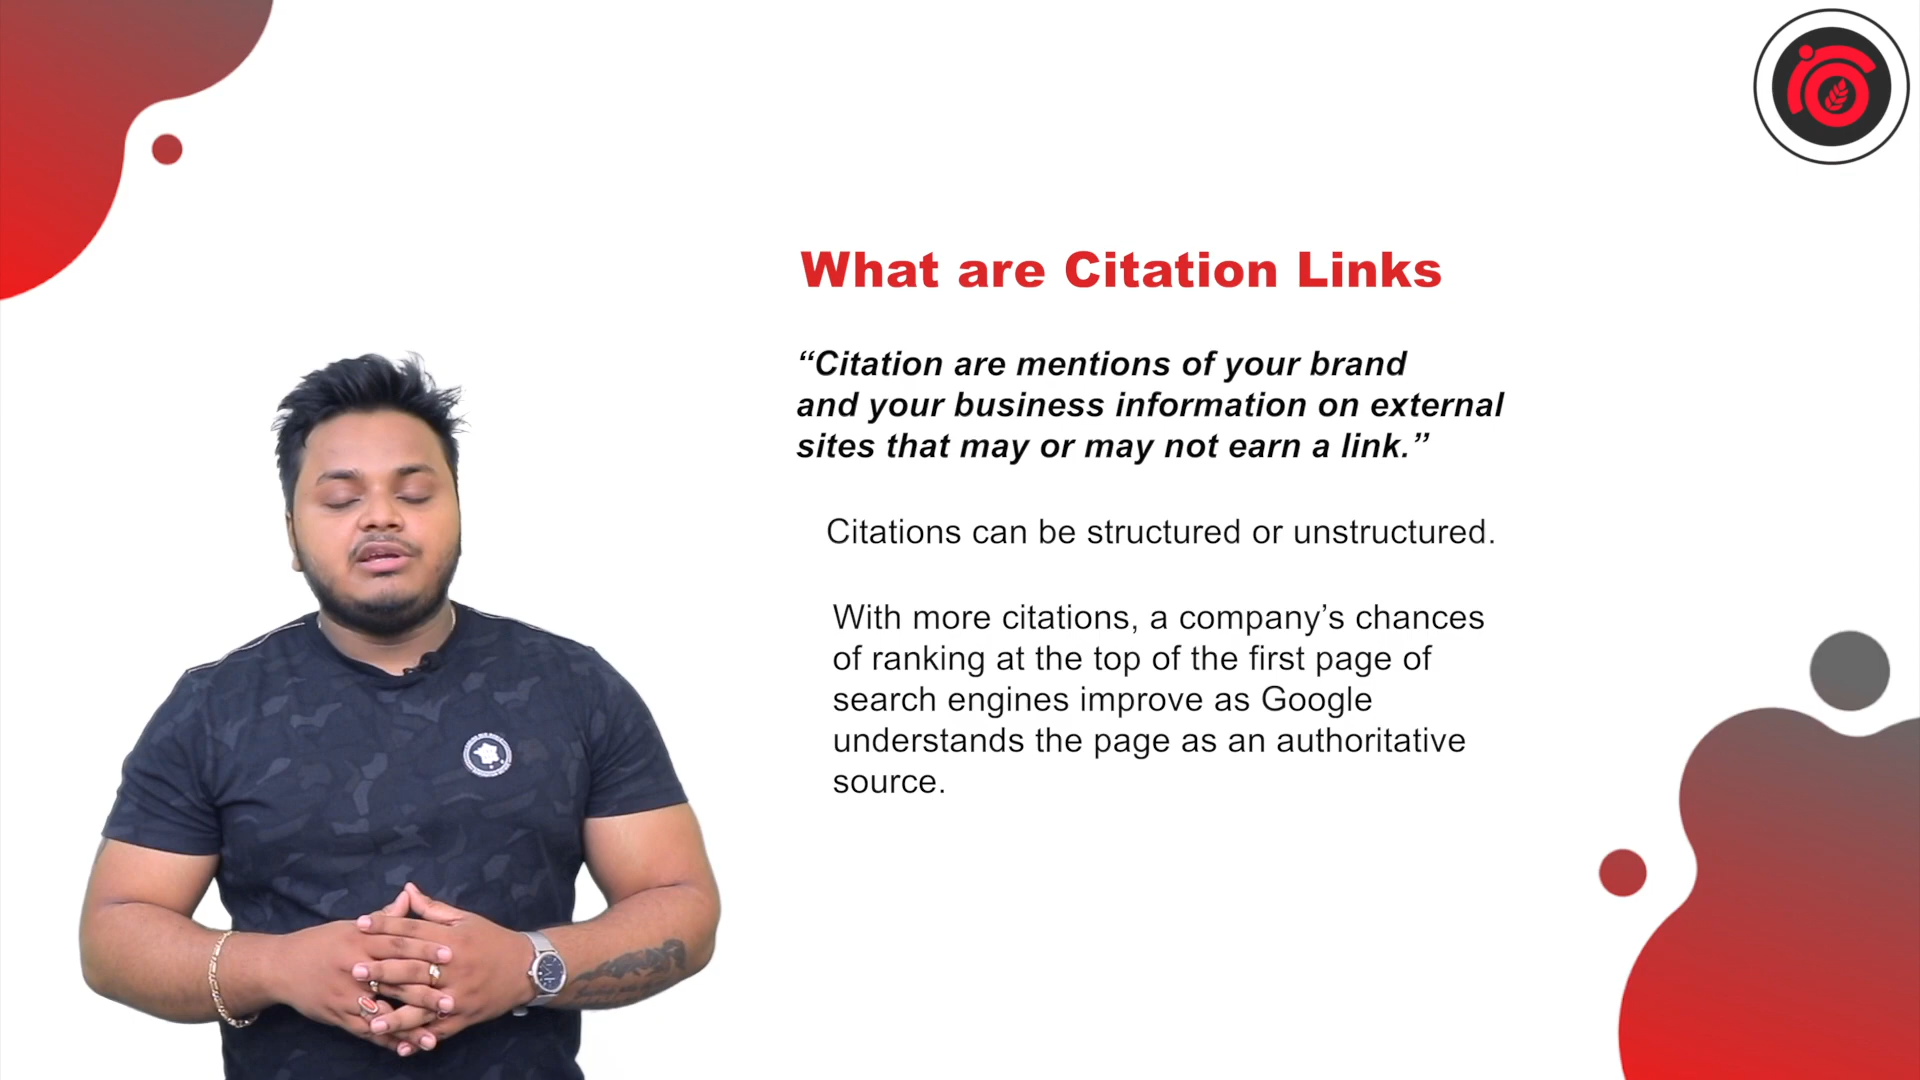 What are Citation Links
“Citation are mentions of your brand
and your business information on external
sites that may or may not earn a link.”
Citations can be structured or unstructured.
With more citations, a company’s chances
of ranking at the top of the first page of
search engines improve as Google
understands the page as an authoritative
source.